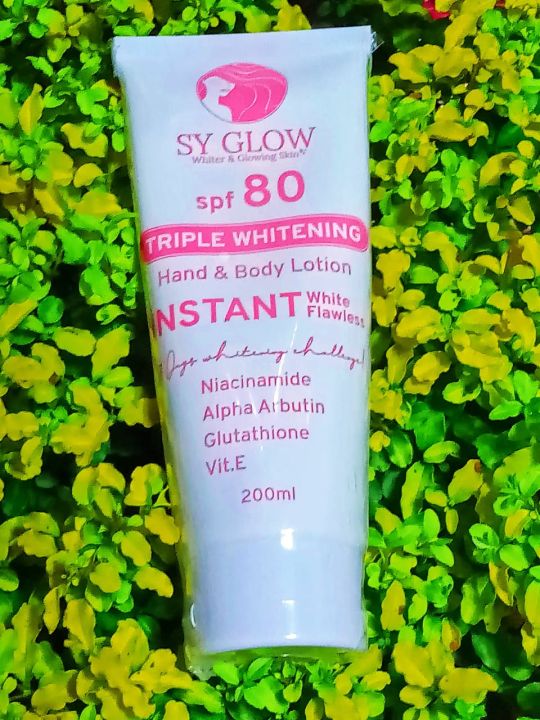 SY GLOW
Whiter & Glowing Skin
spf 80
TRIPLE WHITENING
Hand & Body Lotion
INSTANT White Flawless
Days whitening challenge!
Niacinamide
Alpha Arbutin
Glutathione
Vit.E
200ml